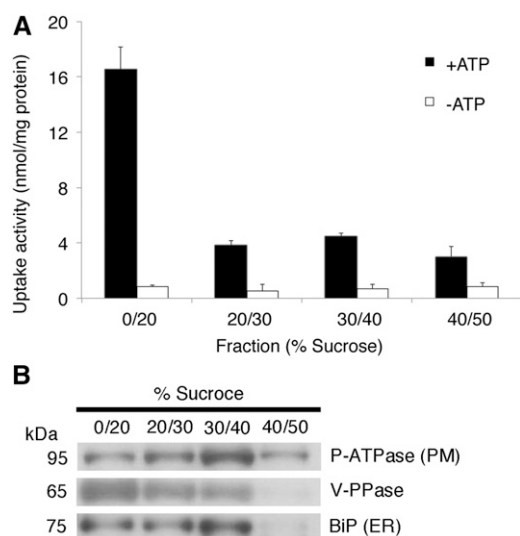 A
Uptake activity (nmol/mg protein)
20
16
12
8
4
0
+ATP
-ATP
0/20 20/30 30/40 40/50
Fraction (% Sucrose)
B
% Sucroce
kDa 0/20 20/30 30/40 40/50
95 P-ATPase (PM)
65 V-PPase
75 BiP (ER)